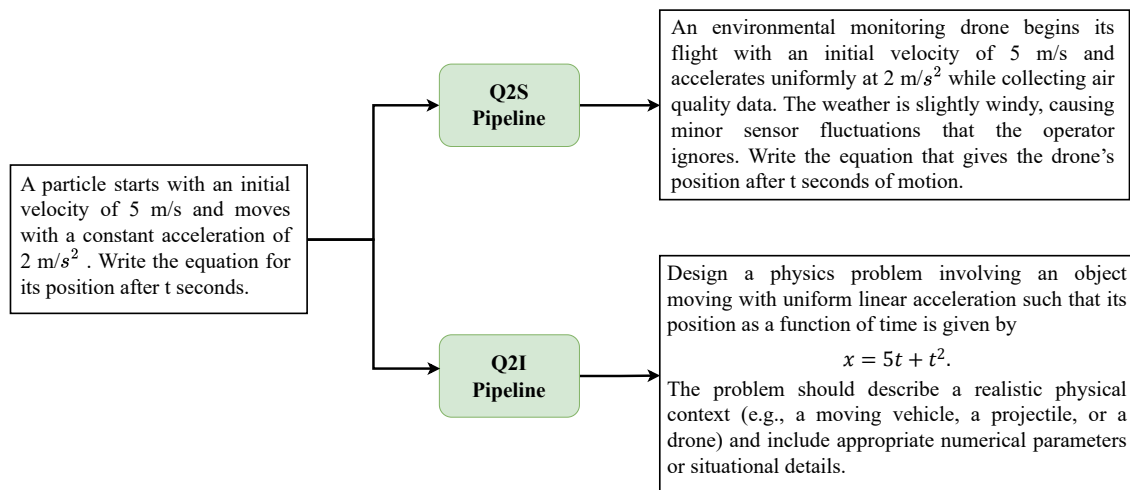 A particle starts with an initial
velocity of 5 m/s and moves
with a constant acceleration of
2 m/s² . Write the equation for
its position after t seconds.
Q2S
Pipeline
An environmental monitoring drone begins its
flight with an initial velocity of 5 m/s and
accelerates uniformly at 2 m/s² while collecting air
quality data. The weather is slightly windy, causing
minor sensor fluctuations that the operator
ignores. Write the equation that gives the drone’s
position after t seconds of motion.
Q2I
Pipeline
Design a physics problem involving an object
moving with uniform linear acceleration such that its
position as a function of time is given by
x = 5t + t².
The problem should describe a realistic physical
context (e.g., a moving vehicle, a projectile, or a
drone) and include appropriate numerical parameters
or situational details.